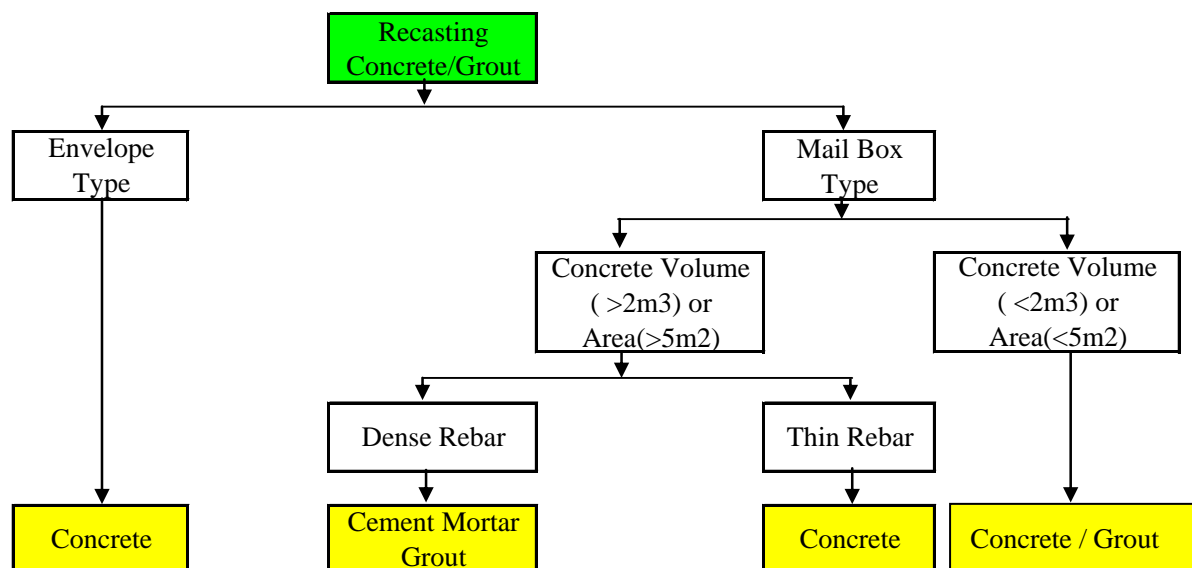 Recasting
Concrete/Grout
Envelope
Type
Mail Box
Type
Concrete Volume
( >2m3) or
Area(>5m2)
Concrete Volume
( <2m3) or
Area(<5m2)
Dense Rebar
Thin Rebar
Concrete
Cement Mortar
Grout
Concrete
Concrete / Grout